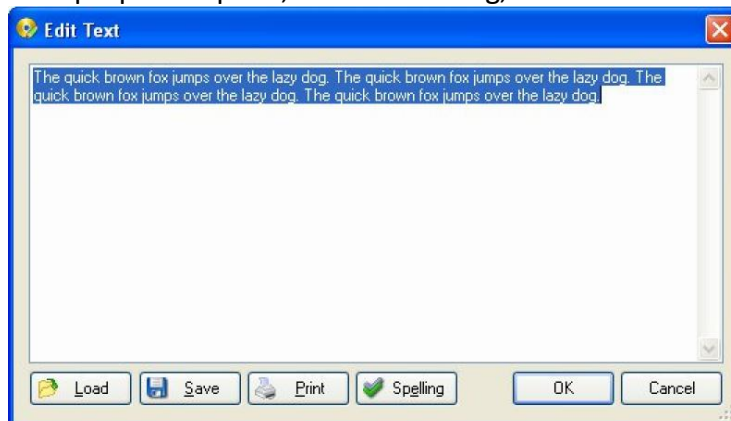 Edit Text
The quick brown fox jumps over the lazy dog. The quick brown fox jumps over the lazy dog. The
quick brown fox jumps over the lazy dog. The quick brown fox jumps over the lazy dog.
Load Save Print Spelling OK Cancel